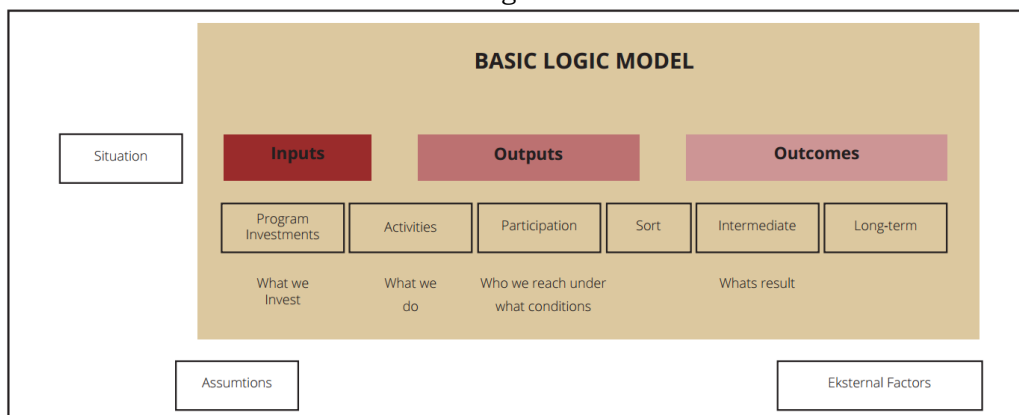 BASIC LOGIC MODEL
Situation
Inputs
Outputs
Outcomes
Program
Investments
Activities
Participation
Sort
Intermediate
Long-term
What we
Invest
What we
do
Who we reach under
what conditions
Whats result
Assumtions
Eksternal Factors